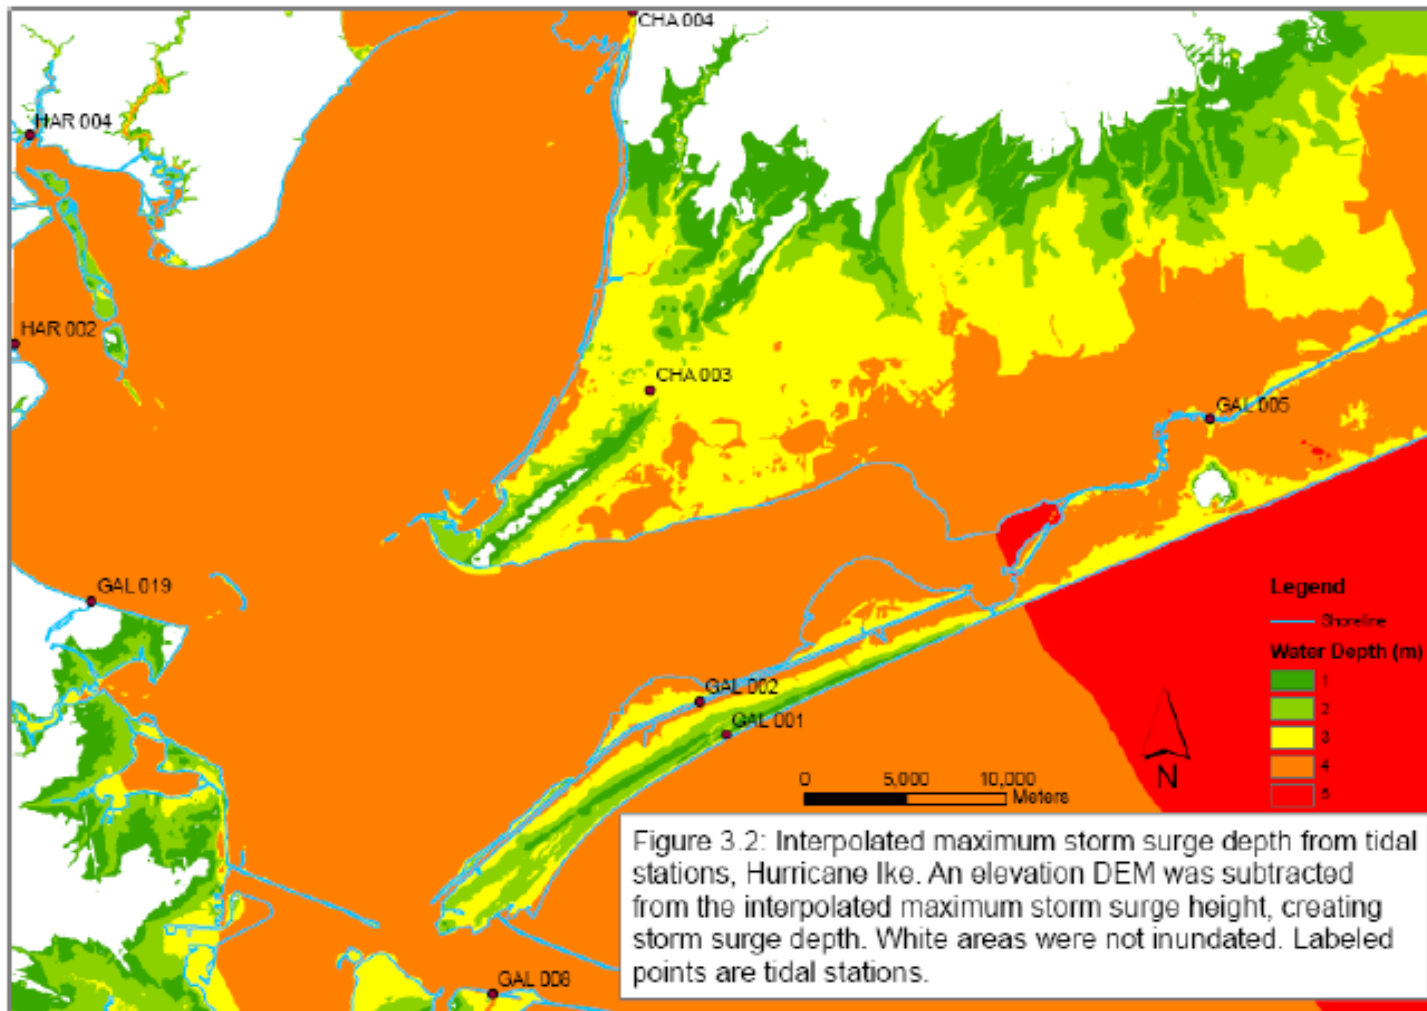 CHA 004
HAR 004
HAR 002
CHA 003
GAL 005
GAL 019
Legend
Shoreline
Water Depth (m)
1
2
3
4
5
GAL 002
GAL 001
N
0 5,000 10,000
Meters
Figure 3.2: Interpolated maximum storm surge depth from tidal
stations, Hurricane Ike. An elevation DEM was subtracted
from the interpolated maximum storm surge height, creating
storm surge depth. White areas were not inundated. Labeled
points are tidal stations.
GAL 008